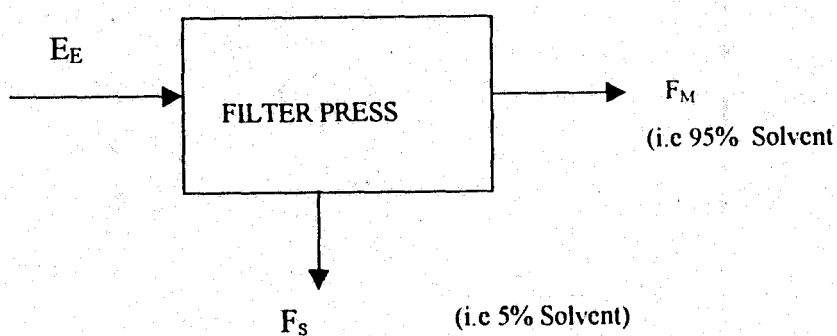 E_E
FILTER PRESS
F_M
(i.e 95% Solvent
F_S
(i.e 5% Solvent)